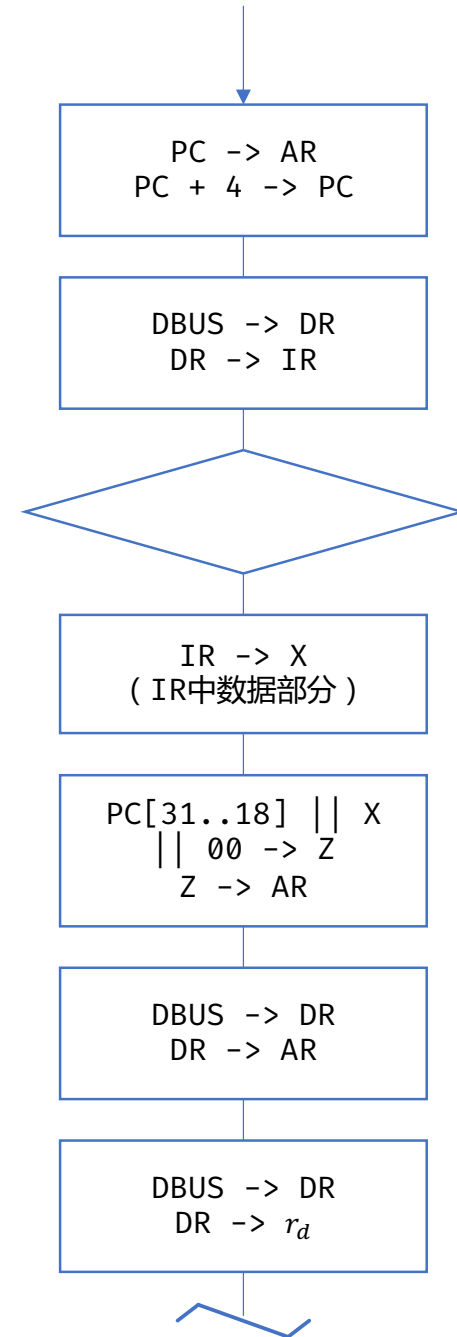 PC -> AR
PC + 4 -> PC
DBUS -> DR
DR -> IR
IR -> X
(IR中数据部分)
PC[31..18] || X
|| 00 -> Z
Z -> AR
DBUS -> DR
DR -> AR
DBUS -> DR
DR -> r_d